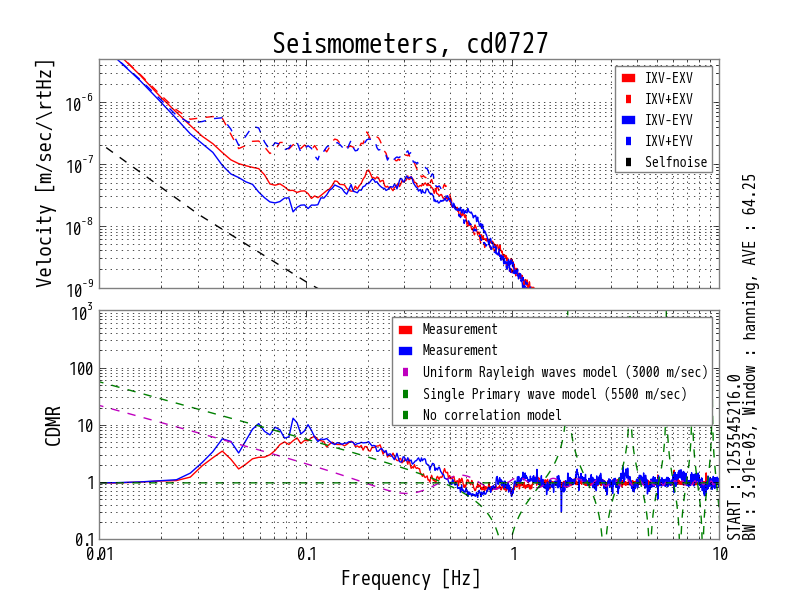 Seismometers, cd0727
Velocity [m/sec/\rtHz]
10^-6
10^-7
10^-8
10^-9
IXV-EXV
IXV+EXV
IXV-EYV
IXV+EYV
Selfnoise
CDMR
10^3
100
10
1
0.1
Measurement
Measurement
Uniform Rayleigh waves model (3000 m/sec)
Single Primary wave model (5500 m/sec)
No correlation model
0.01
0.1
1
10
Frequency [Hz]
START : 1253545216.0
BW : 3.91e-03, Window : hanning, AVE : 64.25